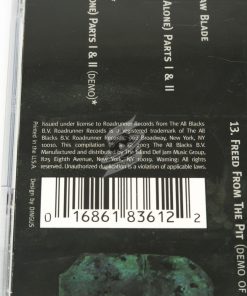 AW BLADE
ALONE) PARTS I & II
ALONE) PARTS I & II (DEMO)*
13. FREED FROM THE PIT (DEMO OF
Issued under license to Roadrunner Records from The All Blacks
B.V. Roadrunner Records is a registered trademark of The All
Blacks B.V. Roadrunner Records, 902 Broadway, New York, NY
10010. This compilation ℗ © 2003 The All Blacks B.V.
Manufactured and distributed by The Island Def Jam Music Group,
825 Eighth Avenue, New York, NY 10019. Warning: All rights
reserved. Unauthorized duplication is a violation of applicable laws.
Printed in the U.S.A.
Design by DINGUS
0 16861 83612 2